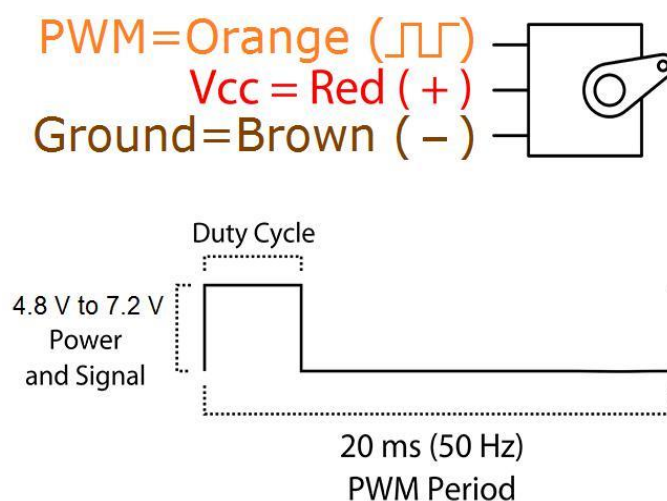 PWM=Orange (⎍⎍)
Vcc = Red ( + )
Ground=Brown ( − )
Duty Cycle
4.8 V to 7.2 V
Power
and Signal
20 ms (50 Hz)
PWM Period